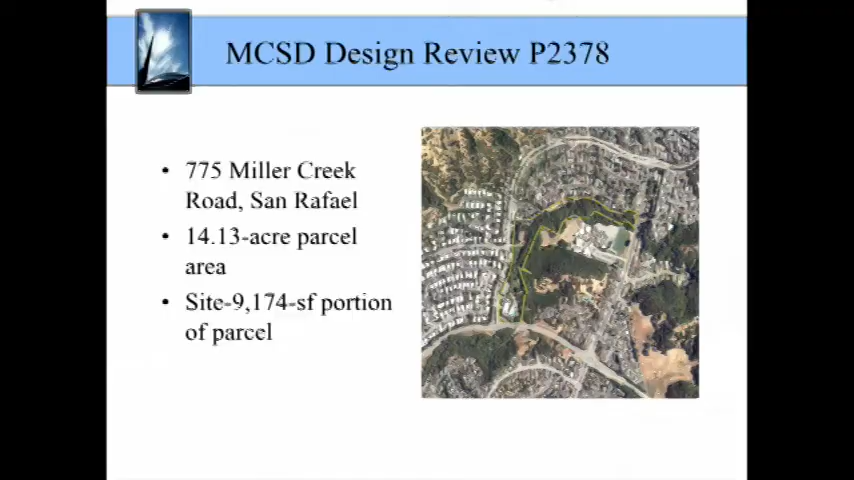 MCSD Design Review P2378
• 775 Miller Creek
Road, San Rafael
• 14.13-acre parcel
area
• Site-9,174-sf portion
of parcel